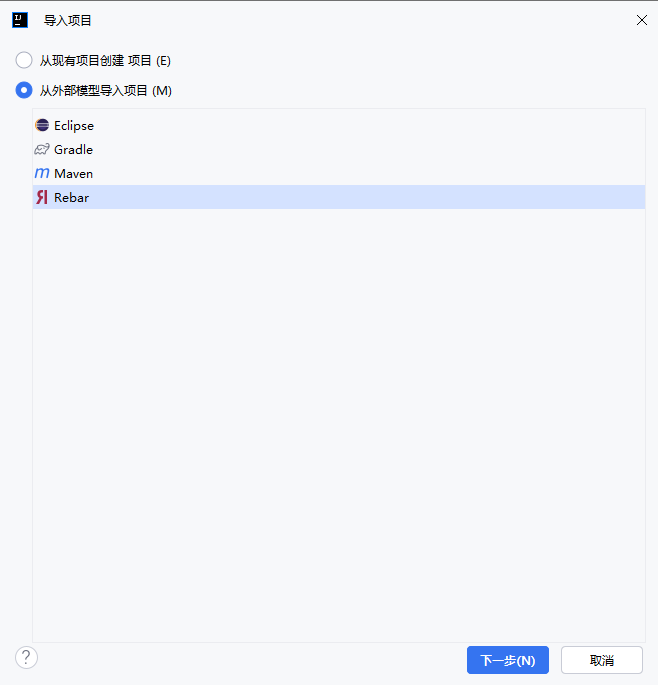 导入项目
从现有项目创建 项目 (E)
从外部模型导入项目 (M)
Eclipse
Gradle
Maven
Rebar
?
下一步(N)
取消